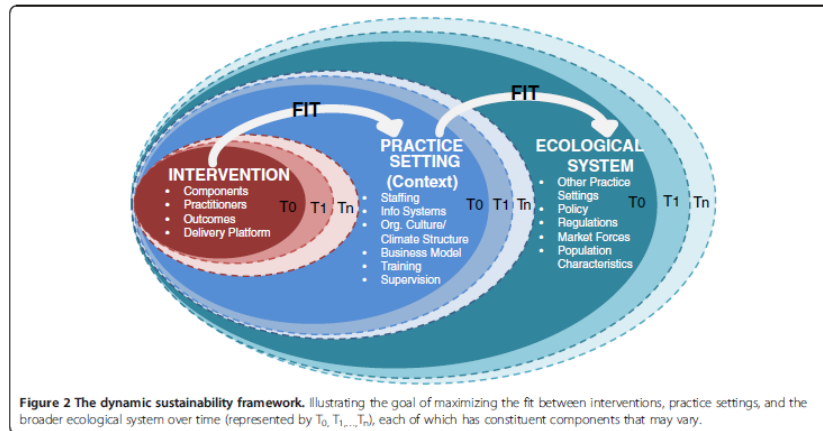 FIT
FIT
INTERVENTION
• Components
• Practitioners
• Outcomes
• Delivery Platform
T0 T1 Tn
PRACTICE
SETTING
(Context)
• Staffing
• Info Systems
• Org. Culture/
Climate Structure
• Business Model
• Training
• Supervision
T0 T1 Tn
ECOLOGICAL
SYSTEM
• Other Practice
Settings
• Policy
• Regulations
• Market Forces
• Population
Characteristics
T0 T1 Tn
Figure 2 The dynamic sustainability framework. Illustrating the goal of maximizing the fit between interventions, practice settings, and the
broader ecological system over time (represented by T0, T1,...,Tn), each of which has constituent components that may vary.